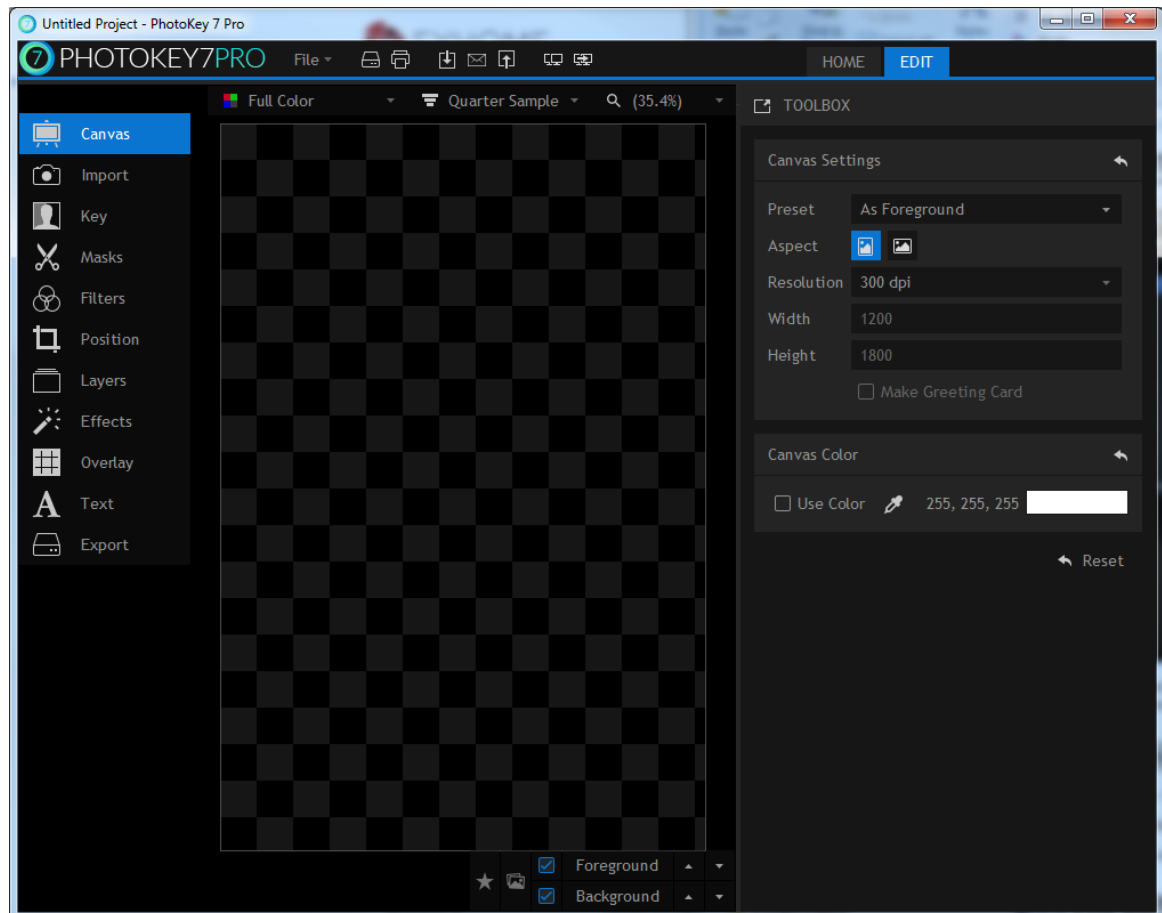 Untitled Project - PhotoKey 7 Pro
7 PHOTOKEY7PRO File HOME EDIT
Full Color Quarter Sample (35.4%) TOOLBOX
Canvas
Import
Key
Masks
Filters
Position
Layers
Effects
Overlay
A Text
Export
Canvas Settings
Preset As Foreground
Aspect
Resolution 300 dpi
Width 1200
Height 1800
Make Greeting Card
Canvas Color
Use Color 255, 255, 255
Reset
Foreground
Background